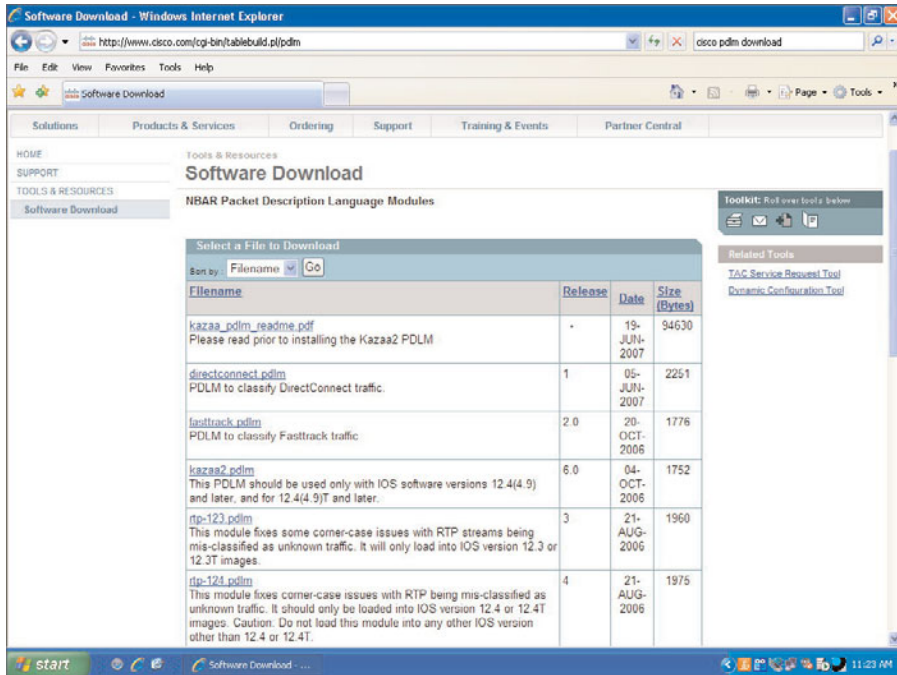 Software Download - Windows Internet Explorer
http://www.cisco.com/cgi-bin/tablebuild.pl/pdlm
cisco pdlm download
File Edit View Favorites Tools Help
Software Download
Page
Tools
Solutions Products & Services Ordering Support Training & Events Partner Central
HOME
SUPPORT
TOOLS & RESOURCES
Software Download
Tools & Resources
Software Download
NBAR Packet Description Language Modules
Toolkit: Roll over tools below
Related Tools
TAC Service Request Tool
Dynamic Configuration Tool
Select a File to Download
Sort by: Filename Go
Filename Release Date Size (Bytes)
kazaa_pdlm_readme.pdf - 19-JUN-2007 94630
Please read prior to installing the Kazaa2 PDLM
directconnect.pdlm 1 05-JUN-2007 2251
PDLM to classify DirectConnect traffic.
fasttrack.pdlm 2.0 20-OCT-2006 1776
PDLM to classify Fasttrack traffic
kazaa2.pdlm 6.0 04-OCT-2006 1752
This PDLM should be used only with IOS software versions 12.4(4.9)
and later, and for 12.4(4.9)T and later.
rtp-123.pdlm 3 21-AUG-2006 1960
This module fixes some corner-case issues with RTP streams being
mis-classified as unknown traffic. It will only load into IOS version 12.3 or
12.3T images.
rtp-124.pdlm 4 21-AUG-2006 1975
This module fixes corner-case issues with RTP being mis-classified as
unknown traffic. It should only be loaded into IOS version 12.4 or 12.4T
images. Caution: Do not load this module into any other IOS version
other than 12.4 or 12.4T.
start
Software Download - ...
11:23 AM